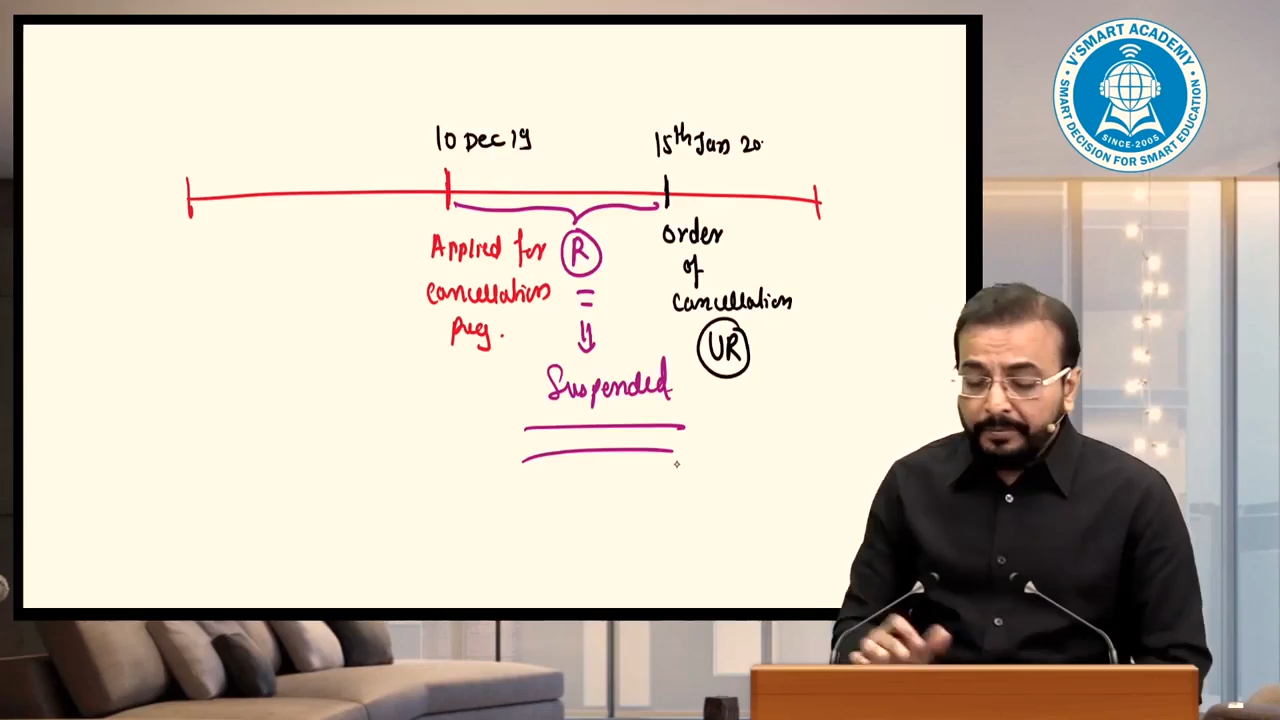 10 Dec 19
15th Jan 20.
Applied for
cancellation
reg.
R
Suspended
order
of
cancellation
UR
V'SMART ACADEMY
SMART DECISION FOR SMART EDUCATION
SINCE-2005